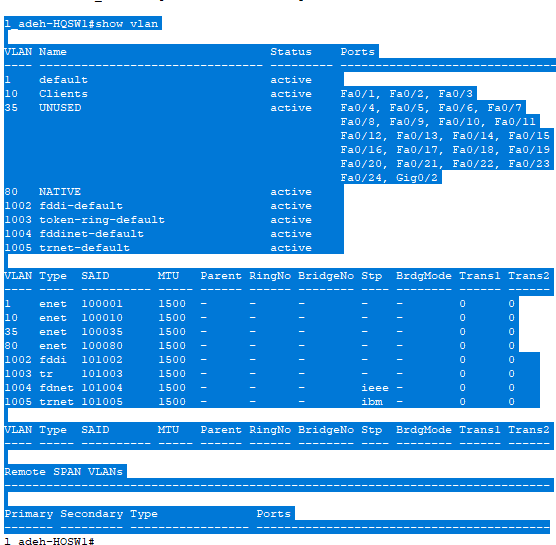 l_adeh-HQSW1#show vlan
VLAN Name                             Status    Ports
---- -------------------------------- --------- -------------------------------
1    default                          active
10   Clients                          active    Fa0/1, Fa0/2, Fa0/3
35   UNUSED                           active    Fa0/4, Fa0/5, Fa0/6, Fa0/7
                                                Fa0/8, Fa0/9, Fa0/10, Fa0/11
                                                Fa0/12, Fa0/13, Fa0/14, Fa0/15
                                                Fa0/16, Fa0/17, Fa0/18, Fa0/19
                                                Fa0/20, Fa0/21, Fa0/22, Fa0/23
                                                Fa0/24, Gig0/2
80   NATIVE                           active
1002 fddi-default                     active
1003 token-ring-default               active
1004 fddinet-default                  active
1005 trnet-default                    active
VLAN Type  SAID       MTU   Parent RingNo BridgeNo Stp  BrdgMode Trans1 Trans2
---- ----- ---------- ----- ------ ------ -------- ---- -------- ------ ------
1    enet  100001     1500  -      -      -        -    -        0      0
10   enet  100010     1500  -      -      -        -    -        0      0
35   enet  100035     1500  -      -      -        -    -        0      0
80   enet  100080     1500  -      -      -        -    -        0      0
1002 fddi  101002     1500  -      -      -        -    -        0      0
1003 tr    101003     1500  -      -      -        -    -        0      0
1004 fdnet 101004     1500  -      -      -        ieee -        0      0
1005 trnet 101005     1500  -      -      -        ibm  -        0      0
VLAN Type  SAID       MTU   Parent RingNo BridgeNo Stp  BrdgMode Trans1 Trans2
---- ----- ---------- ----- ------ ------ -------- ---- -------- ------ ------
Remote SPAN VLANs
------------------------------------------------------------------------------
Primary Secondary Type              Ports
------- --------- ----------------- ------------------------------------------
l_adeh-HQSW1#